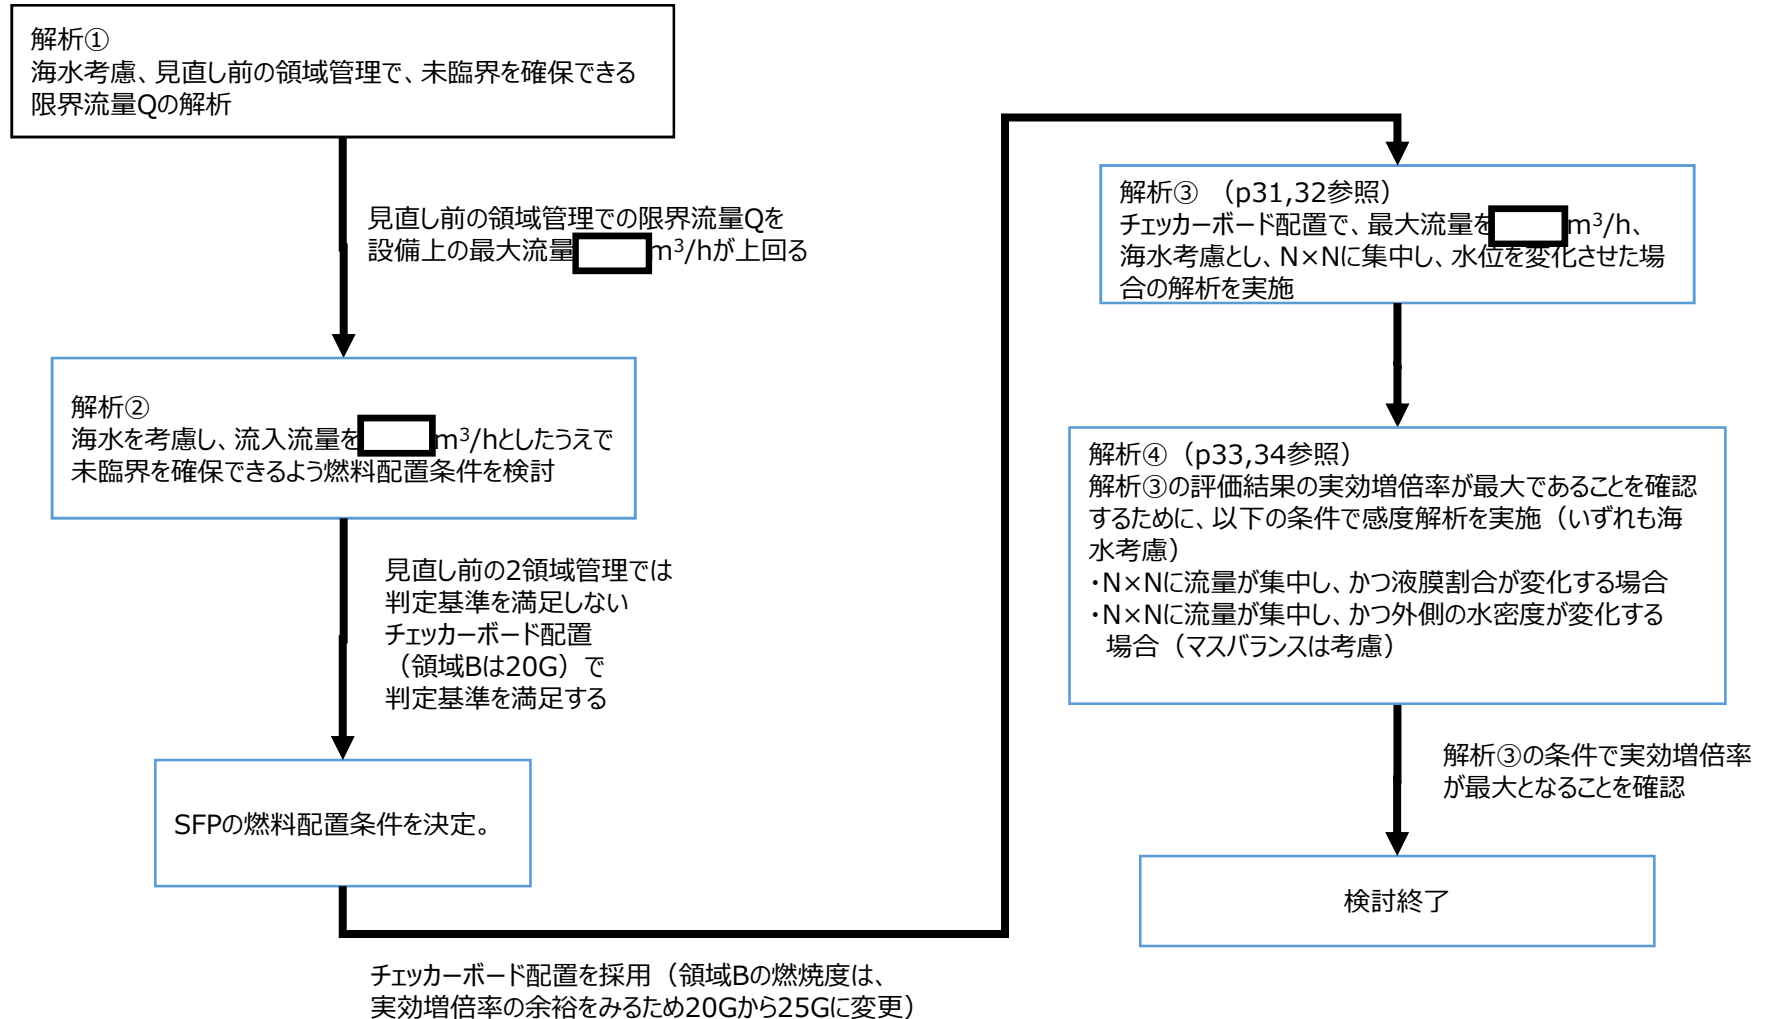 解析①
海水考慮、見直し前の領域管理で、未臨界を確保できる
限界流量Qの解析
見直し前の領域管理での限界流量Qを
設備上の最大流量 m³/hが上回る
解析②
海水を考慮し、流入流量を m³/hとしたうえで
未臨界を確保できるよう燃料配置条件を検討
見直し前の2領域管理では
判定基準を満足しない
チェッカーボード配置
（領域Bは20G）で
判定基準を満足する
SFPの燃料配置条件を決定。
チェッカーボード配置を採用（領域Bの燃焼度は、
実効増倍率の余裕をみるため20Gから25Gに変更）
解析③ （p31,32参照）
チェッカーボード配置で、最大流量を m³/h、
海水考慮とし、N×Nに集中し、水位を変化させた場
合の解析を実施
解析④（p33,34参照）
解析③の評価結果の実効増倍率が最大であることを確認
するために、以下の条件で感度解析を実施（いずれも海
水考慮）
・N×Nに流量が集中し、かつ液膜割合が変化する場合
・N×Nに流量が集中し、かつ外側の水密度が変化する
場合（マスバランスは考慮）
解析③の条件で実効増倍率
が最大となることを確認
検討終了